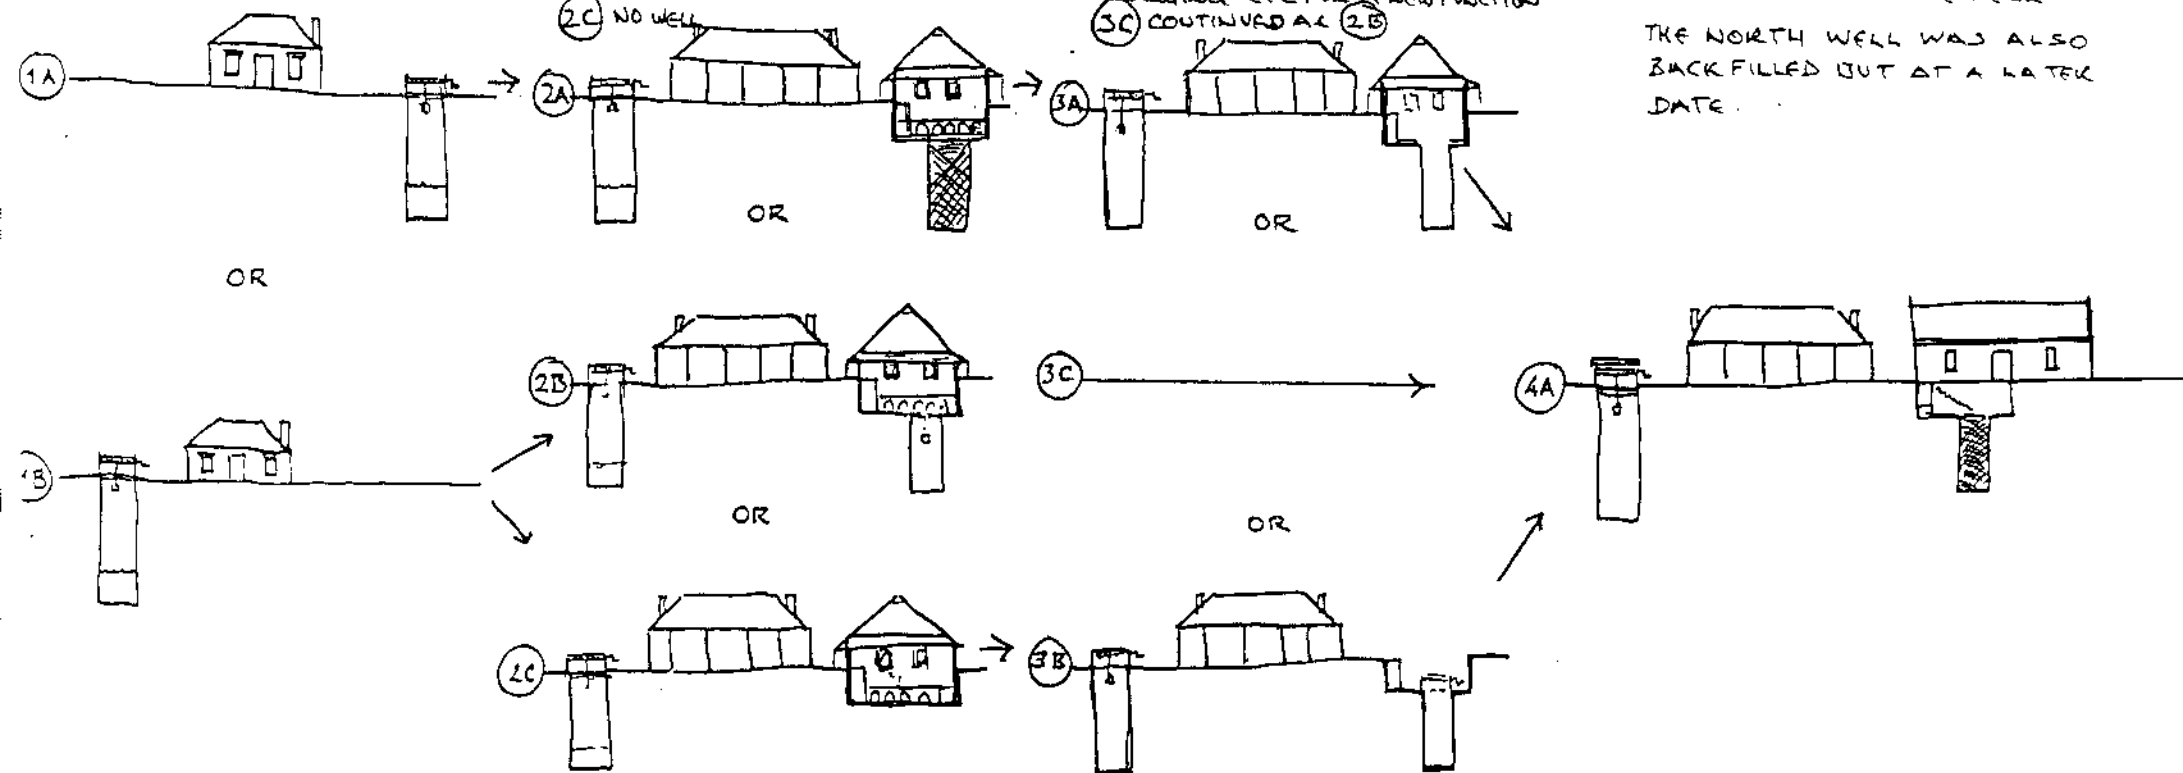 2C NO WELL
3C CONTINUED AS 2B
THE NORTH WELL WAS ALSO
BACKFILLED BUT AT A LATER
DATE.
1A
2A
3A
OR
OR
OR
2B
3C
4A
1B
OR
OR
2C
3B